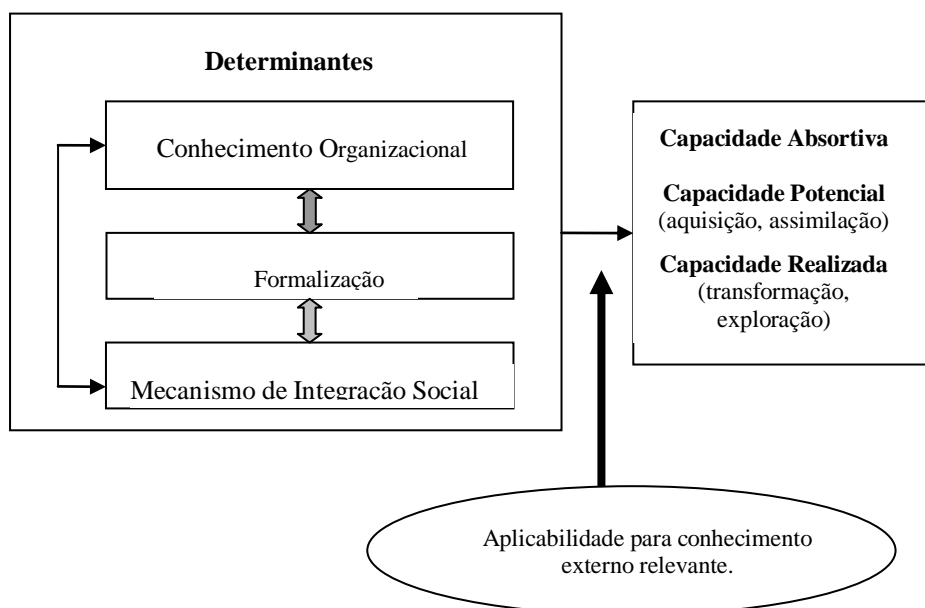 Determinantes
Conhecimento Organizacional
Formalização
Mecanismo de Integração Social
Capacidade Absortiva
Capacidade Potencial
(aquisição, assimilação)
Capacidade Realizada
(transformação,
exploração)
Aplicabilidade para conhecimento
externo relevante.